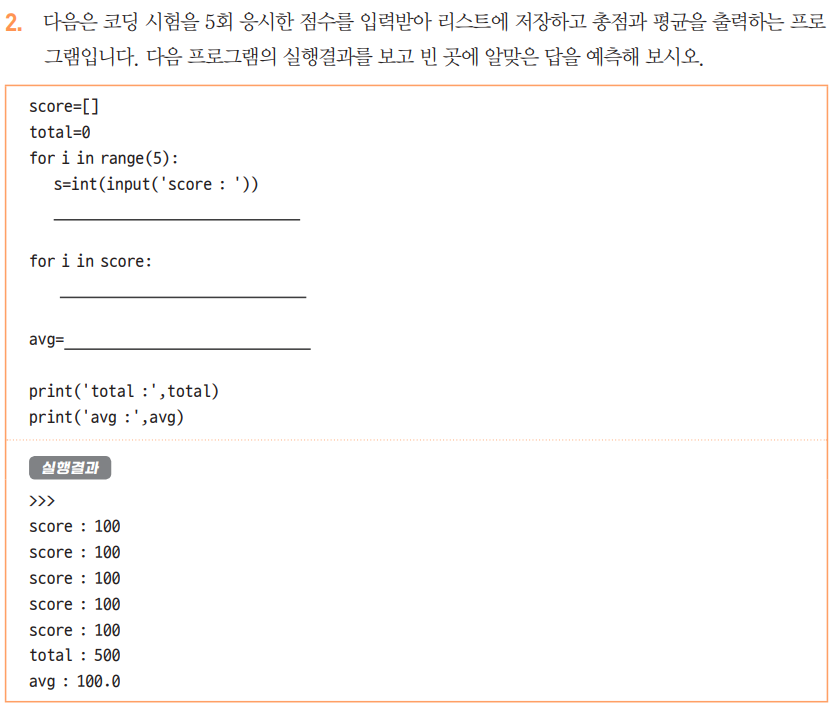 2. 다음은 코딩 시험을 5회 응시한 점수를 입력받아 리스트에 저장하고 총점과 평균을 출력하는 프로
그램입니다. 다음 프로그램의 실행결과를 보고 빈 곳에 알맞은 답을 예측해 보시오.
score=[]
total=0
for i in range(5):
    s=int(input('score : '))
    ____________________
for i in score:
    ____________________
avg=____________________
print('total :',total)
print('avg :',avg)
실행결과
>>>
score : 100
score : 100
score : 100
score : 100
score : 100
total : 500
avg : 100.0